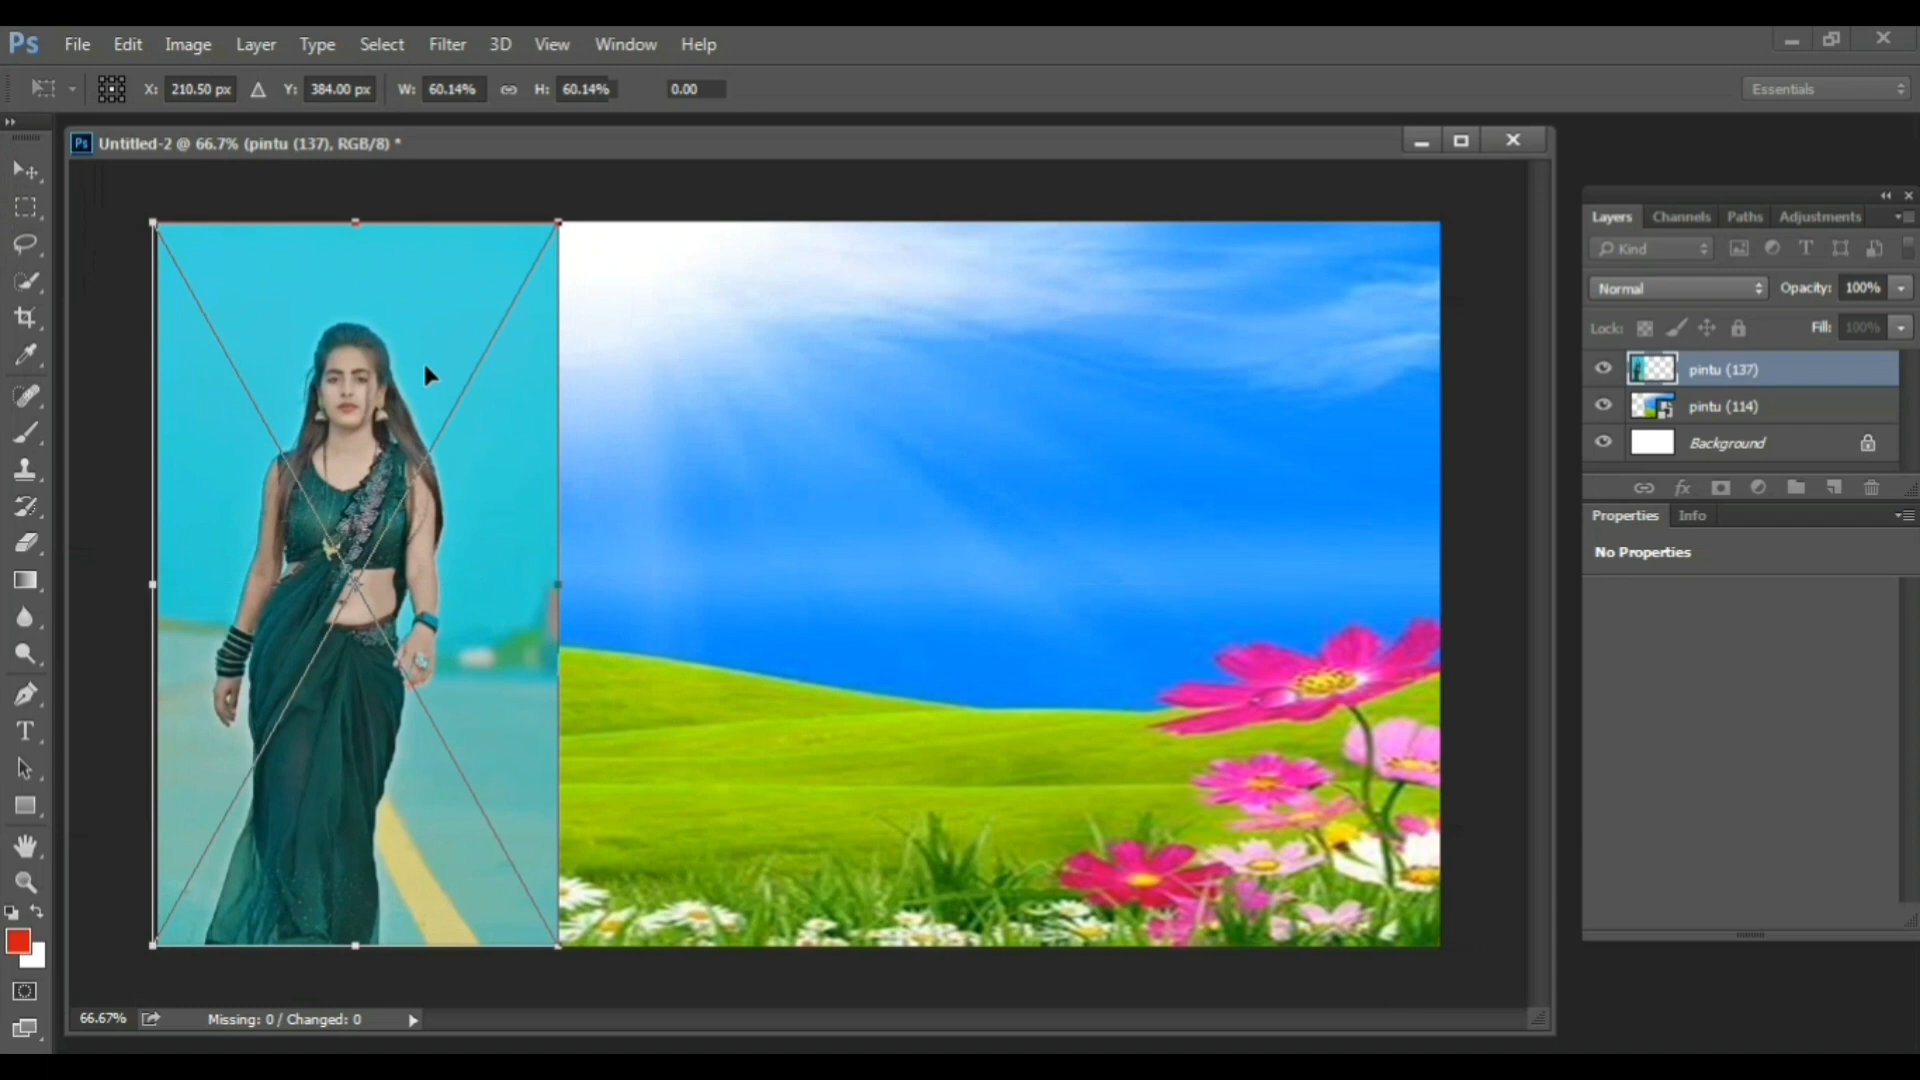 Ps File Edit Image Layer Type Select Filter 3D View Window Help
X: 210.50 px Y: 384.00 px W: 60.14% H: 60.14% 0.00 Essentials
Ps Untitled-2 @ 66.7% (pintu (137), RGB/8) *
Layers Channels Paths Adjustments
Kind
Normal Opacity: 100%
Lock: Fill: 100%
pintu (137)
pintu (114)
Background
fx
Properties Info
No Properties
66.67% Missing: 0 / Changed: 0